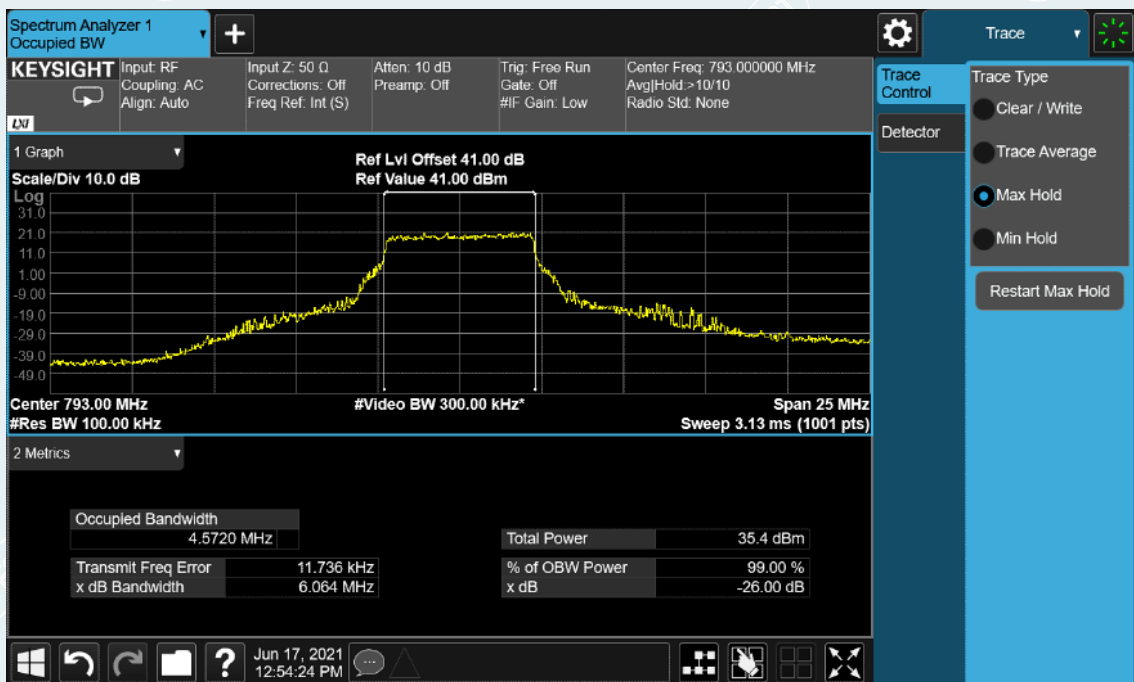 Spectrum Analyzer 1
Occupied BW
+
Trace
KEYSIGHT
LXI
Input: RF
Coupling: AC
Align: Auto
Input Z: 50 Ω
Corrections: Off
Freq Ref: Int (S)
Atten: 10 dB
Preamp: Off
Trig: Free Run
Gate: Off
#IF Gain: Low
Center Freq: 793.000000 MHz
Avg|Hold:>10/10
Radio Std: None
Trace Control
Detector
Trace Type
Clear / Write
Trace Average
Max Hold
Min Hold
Restart Max Hold
1 Graph
Scale/Div 10.0 dB
Ref Lvl Offset 41.00 dB
Ref Value 41.00 dBm
Log
31.0
21.0
11.0
1.00
-9.00
-19.0
-29.0
-39.0
-49.0
Center 793.00 MHz
#Res BW 100.00 kHz
#Video BW 300.00 kHz*
Span 25 MHz
Sweep 3.13 ms (1001 pts)
2 Metrics
Occupied Bandwidth
4.5720 MHz
Transmit Freq Error 11.736 kHz
x dB Bandwidth 6.064 MHz
Total Power 35.4 dBm
% of OBW Power 99.00 %
x dB -26.00 dB
?
Jun 17, 2021
12:54:24 PM